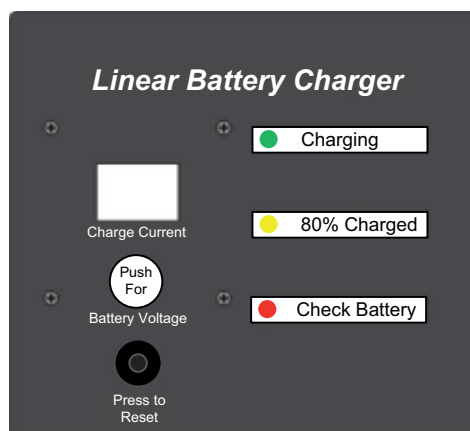 Linear Battery Charger
Charging
Charge Current
80% Charged
Push
For
Battery Voltage
Check Battery
Press to
Reset